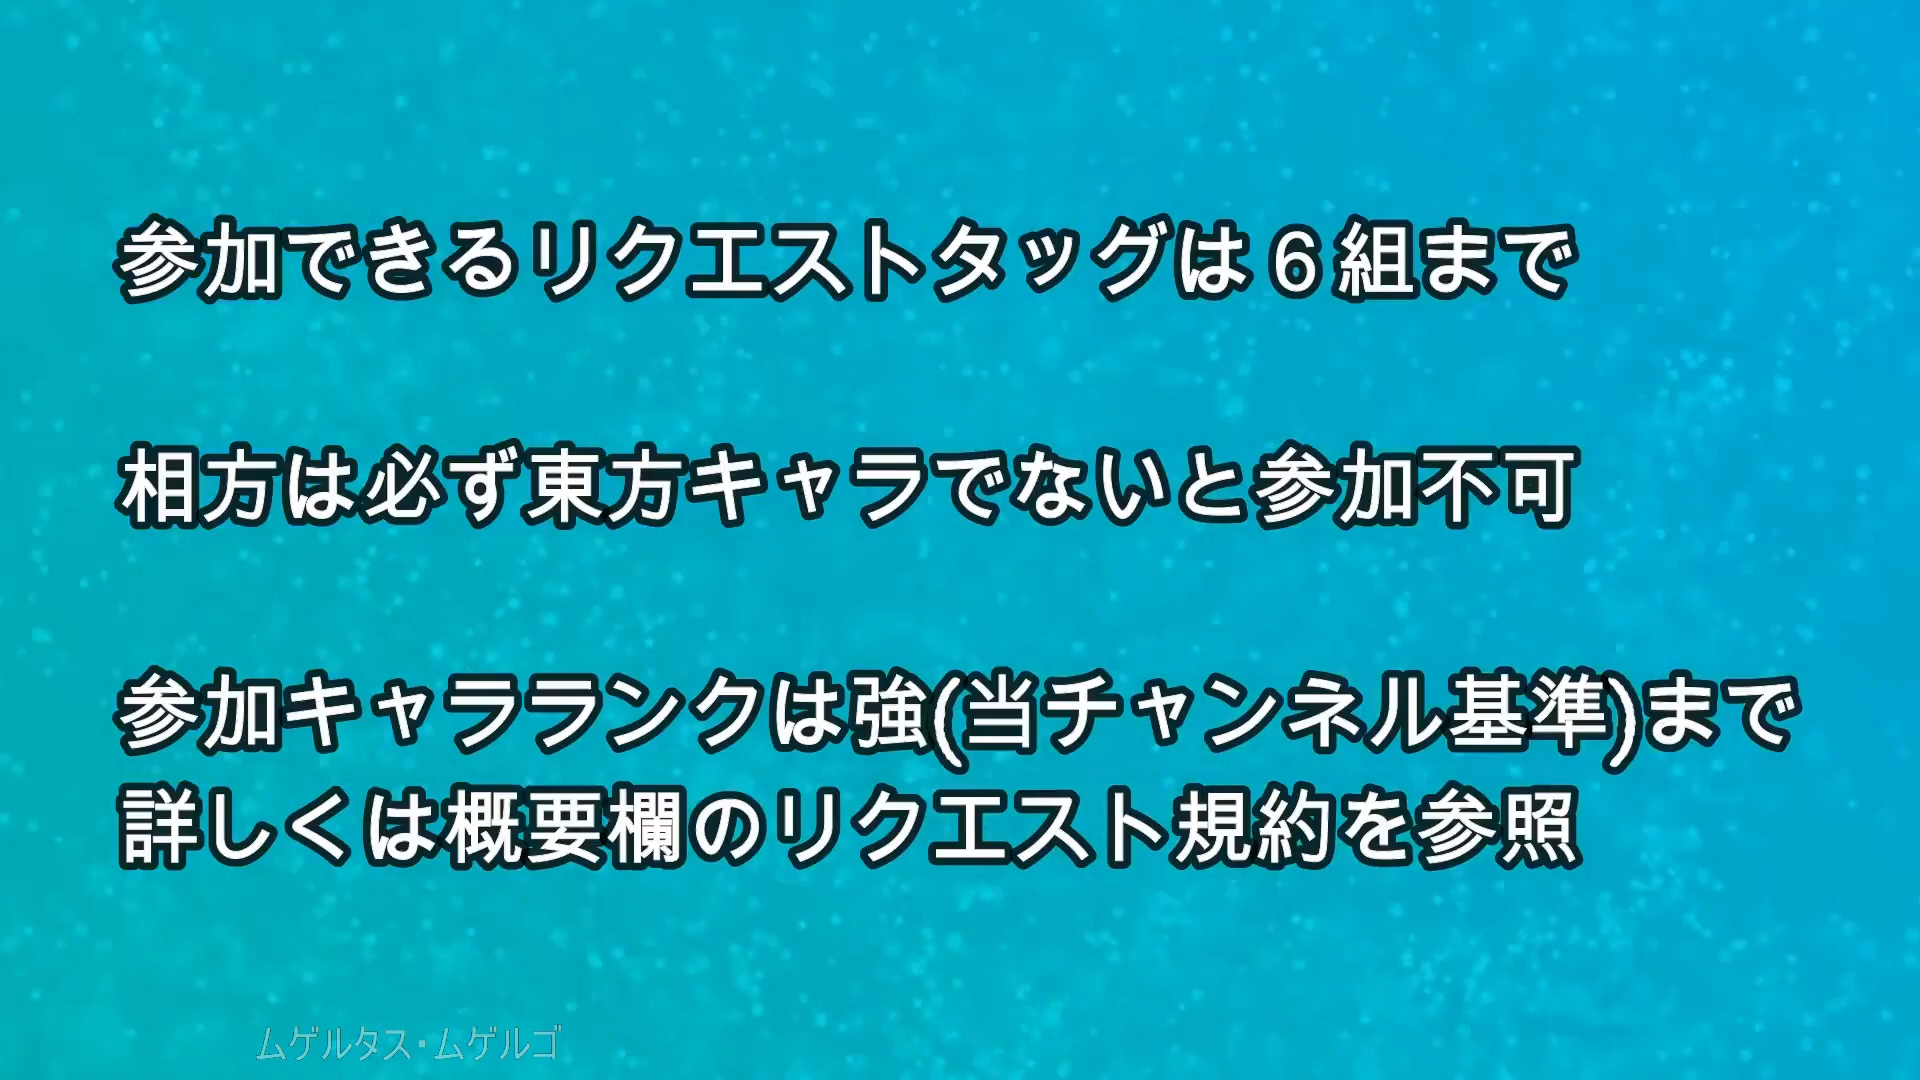 参加できるリクエストタッグは６組まで
相方は必ず東方キャラでないと参加不可
参加キャラランクは強(当チャンネル基準)まで
詳しくは概要欄のリクエスト規約を参照
ムゲルタス・ムゲルゴ